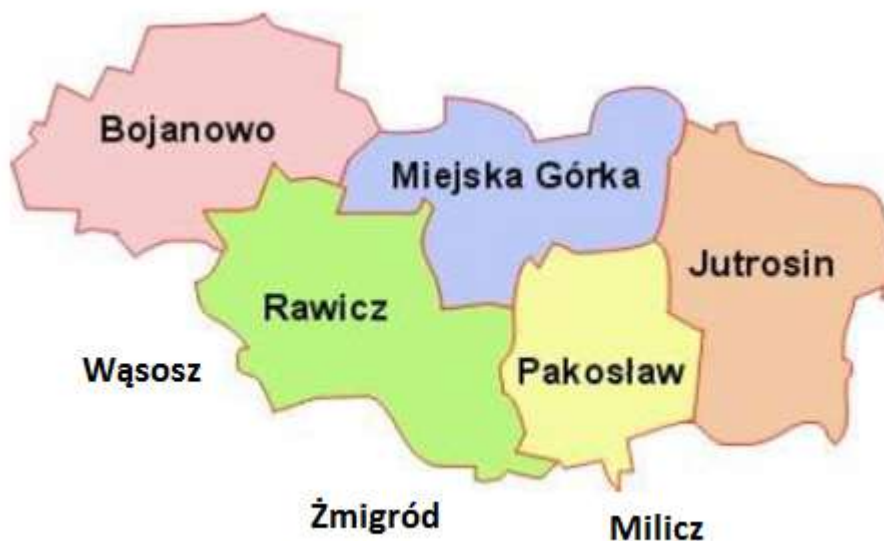 Bojanowo
Miejska Górka
Jutrosin
Rawicz
Wąsosz
Pakosław
Żmigród
Milicz